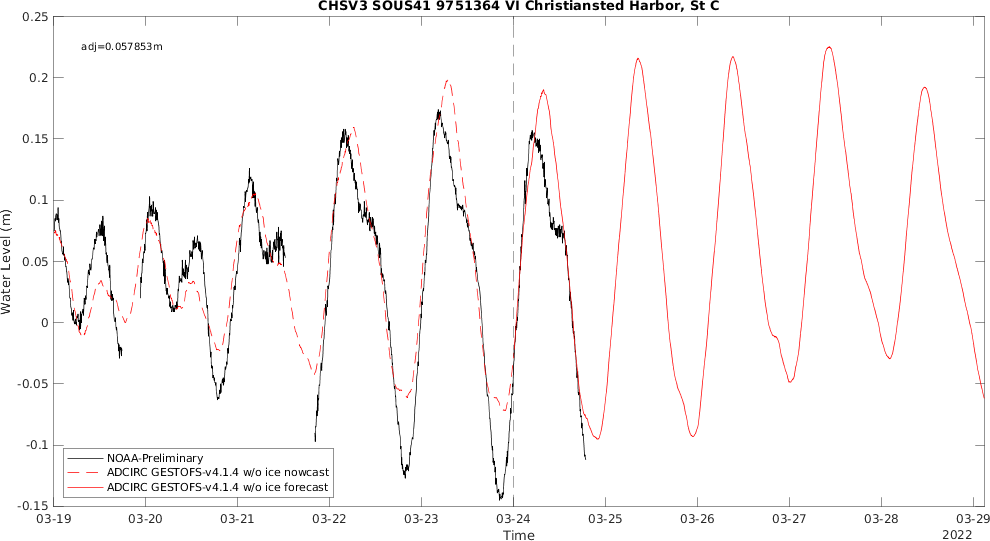 CHSV3 SOUS41 9751364 VI Christiansted Harbor, St C
adj=0.057853m
0.25
0.2
0.15
0.1
0.05
0
-0.05
-0.1
-0.15
Water Level (m)
NOAA-Preliminary
ADCIRC GESTOFS-v4.1.4 w/o ice nowcast
ADCIRC GESTOFS-v4.1.4 w/o ice forecast
03-19 03-20 03-21 03-22 03-23 03-24 03-25 03-26 03-27 03-28 03-29
Time
2022